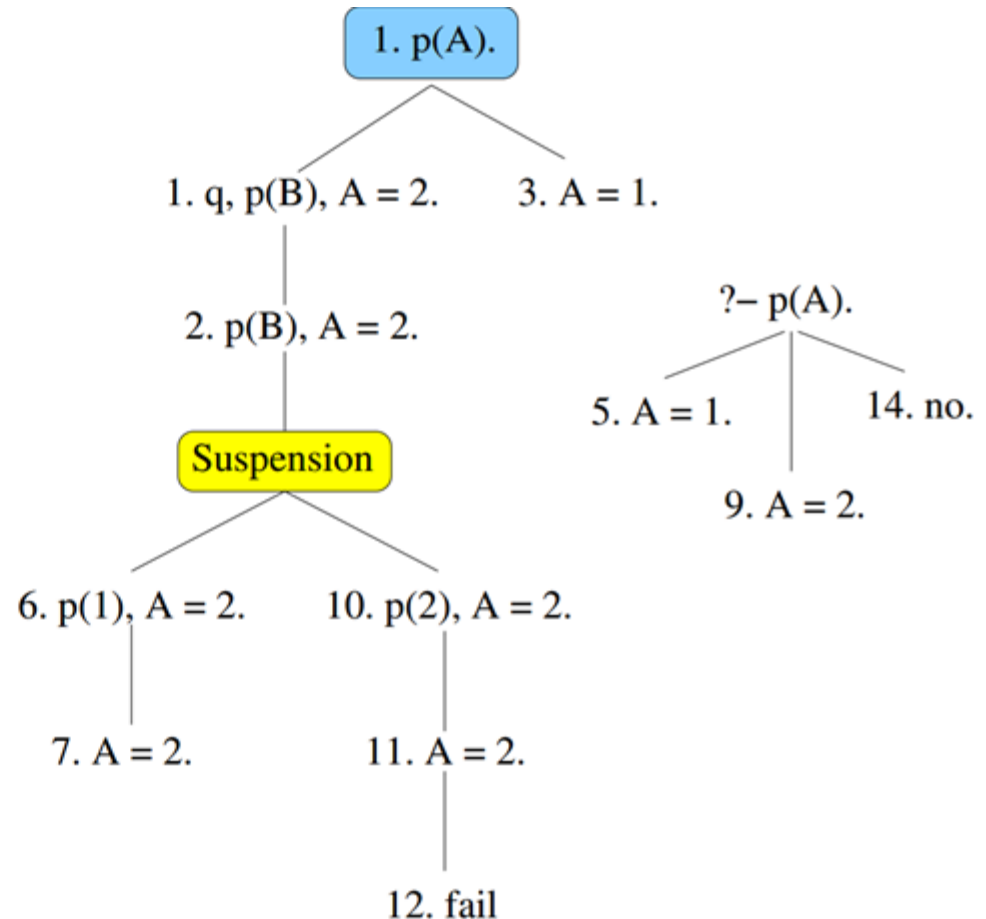 1. p(A).
1. q, p(B), A = 2.
3. A = 1.
2. p(B), A = 2.
Suspension
6. p(1), A = 2.
10. p(2), A = 2.
7. A = 2.
11. A = 2.
12. fail
?– p(A).
5. A = 1.
14. no.
9. A = 2.